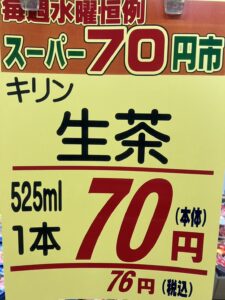 毎週水曜恒例
スーパー70円市
キリン
生茶
525ml
1本
70円
(本体)
76円(税込)